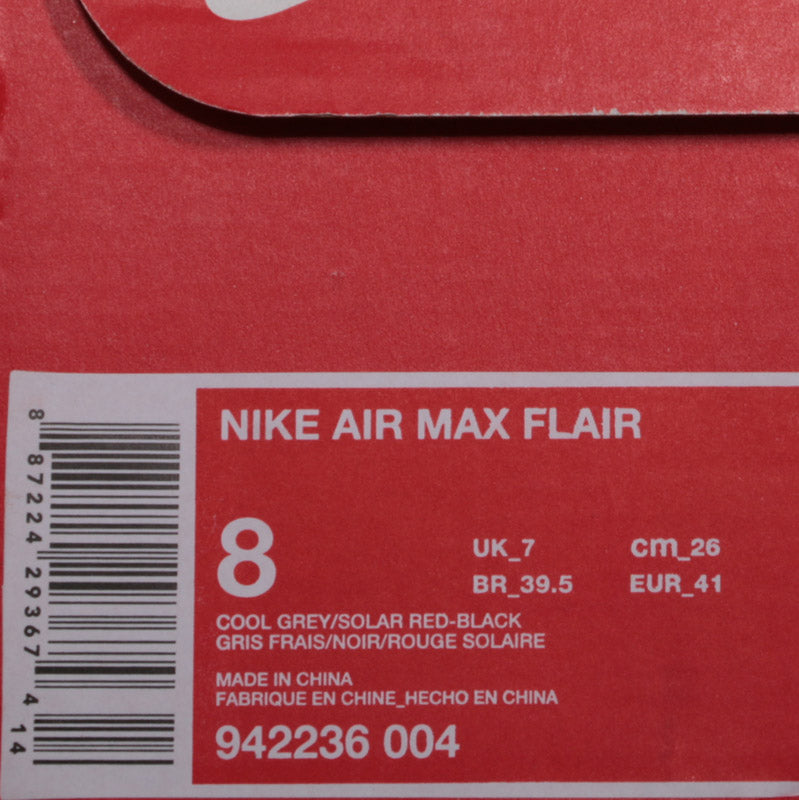 NIKE AIR MAX FLAIR
8
UK_7 cm_26
BR_39.5 EUR_41
COOL GREY/SOLAR RED-BLACK
GRIS FRAIS/NOIR/ROUGE SOLAIRE
MADE IN CHINA
FABRIQUE EN CHINE_HECHO EN CHINA
942236 004
8 87224 29367 4 14